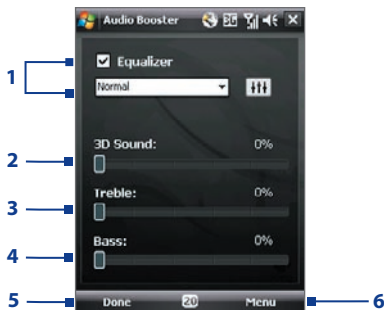 Audio Booster
1
Equalizer
Normal
2
3D Sound: 0%
3
Treble: 0%
4
Bass: 0%
5
Done 20 Menu
6